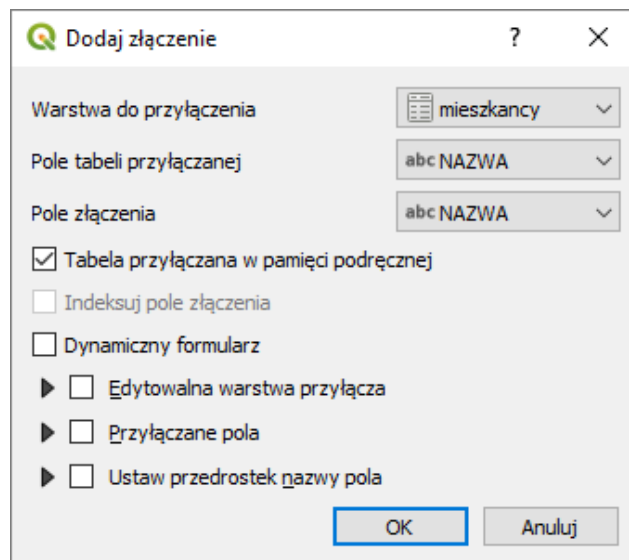 Dodaj złączenie ? X
Warstwa do przyłączenia mieszkancy
Pole tabeli przyłączanej abc NAZWA
Pole złączenia abc NAZWA
Tabela przyłączana w pamięci podręcznej
Indeksuj pole złączenia
Dynamiczny formularz
Edytowalna warstwa przyłącza
Przyłączane pola
Ustaw przedrostek nazwy pola
OK Anuluj